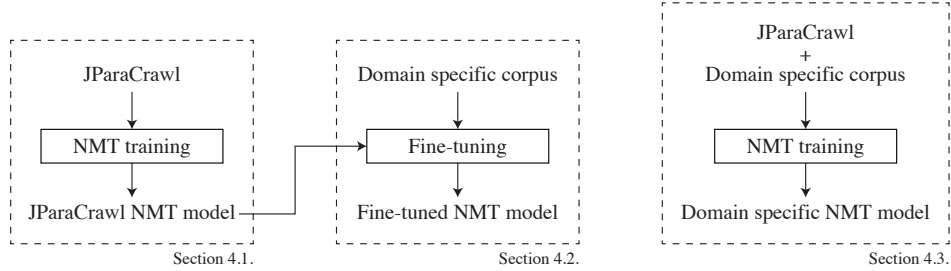 JParaCrawl
NMT training
JParaCrawl NMT model
Section 4.1.
Domain specific corpus
Fine-tuning
Fine-tuned NMT model
Section 4.2.
JParaCrawl
+
Domain specific corpus
NMT training
Domain specific NMT model
Section 4.3.